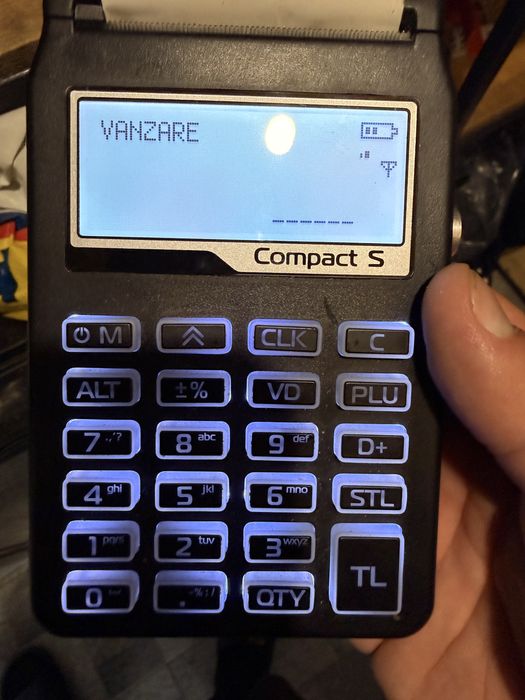 VANZARE
Compact S
M CLK C
ALT ±% VD PLU
7 .,'? 8 abc 9 def D+
4 ghi 5 jkl 6 mno STL
1 pqrs 2 tuv 3 wxyz
TL
0 . QTY